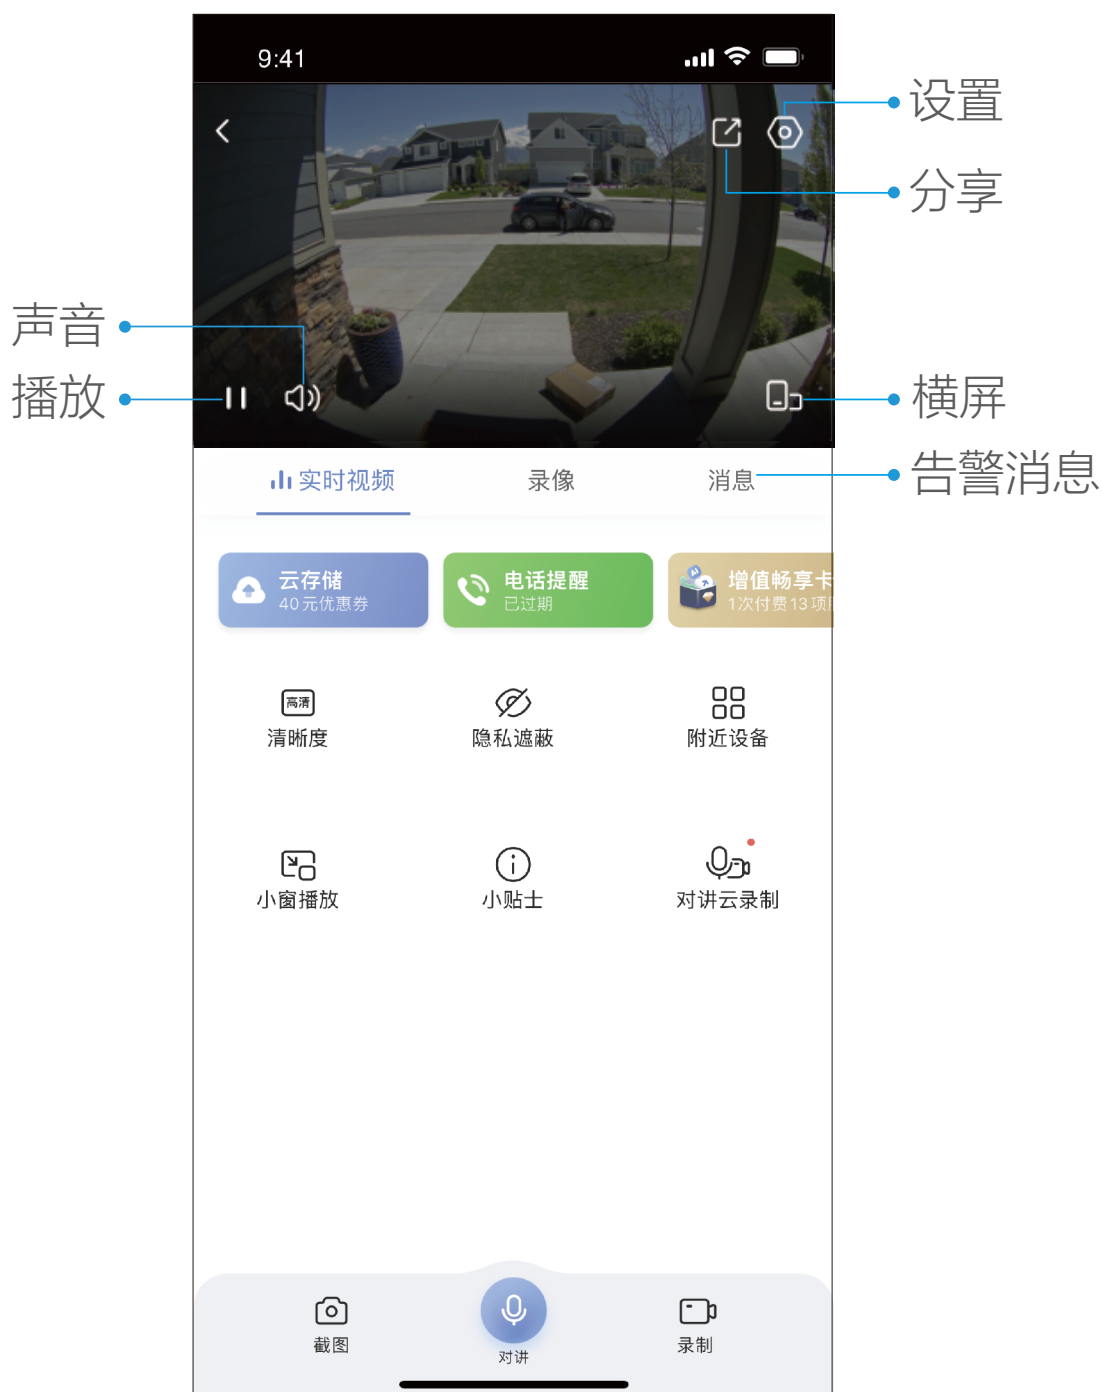 9:41
设置
分享
声音
播放
横屏
实时视频
录像
消息
告警消息
云存储
40元优惠券
电话提醒
已过期
AI
增值畅享卡
1次付费13项
高清
清晰度
隐私遮蔽
附近设备
小窗播放
小贴士
对讲云录制
截图
对讲
录制